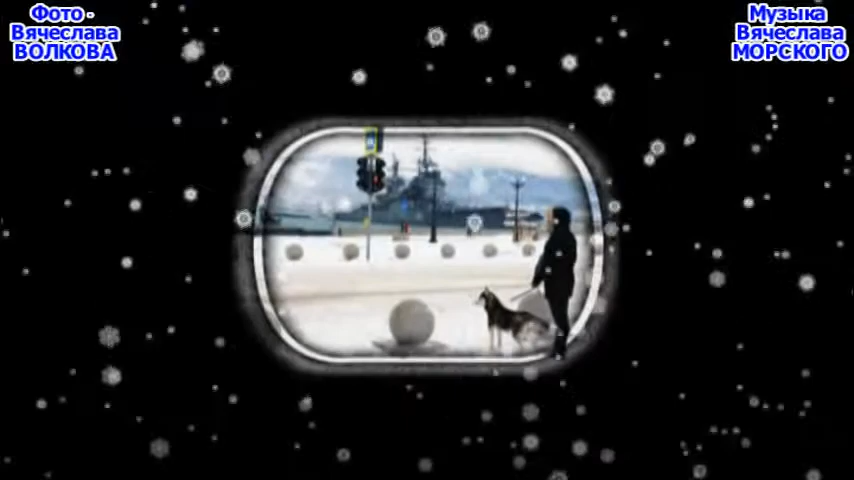 Фото -
Вячеслава
ВОЛКОВА
Музыка
Вячеслава
МОРСКОГО